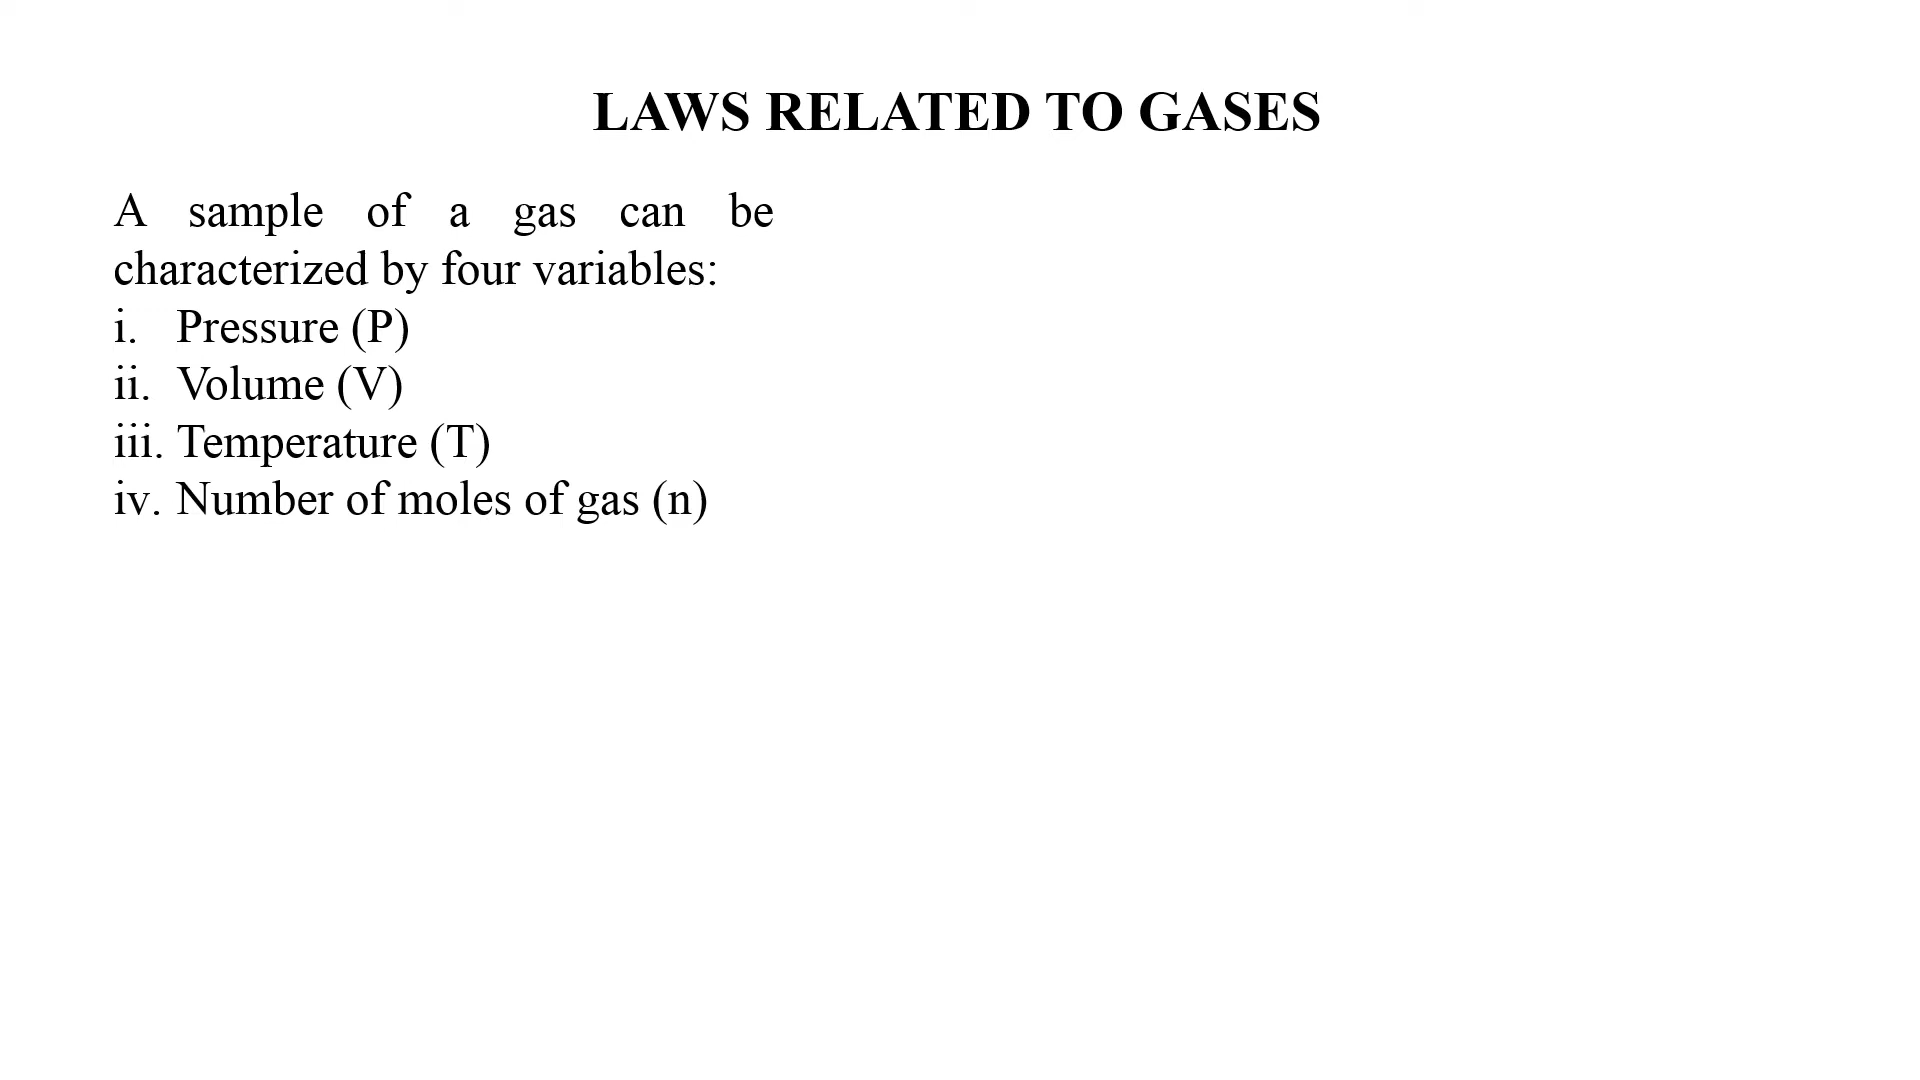 LAWS RELATED TO GASES
A sample of a gas can be
characterized by four variables:
i. Pressure (P)
ii. Volume (V)
iii. Temperature (T)
iv. Number of moles of gas (n)